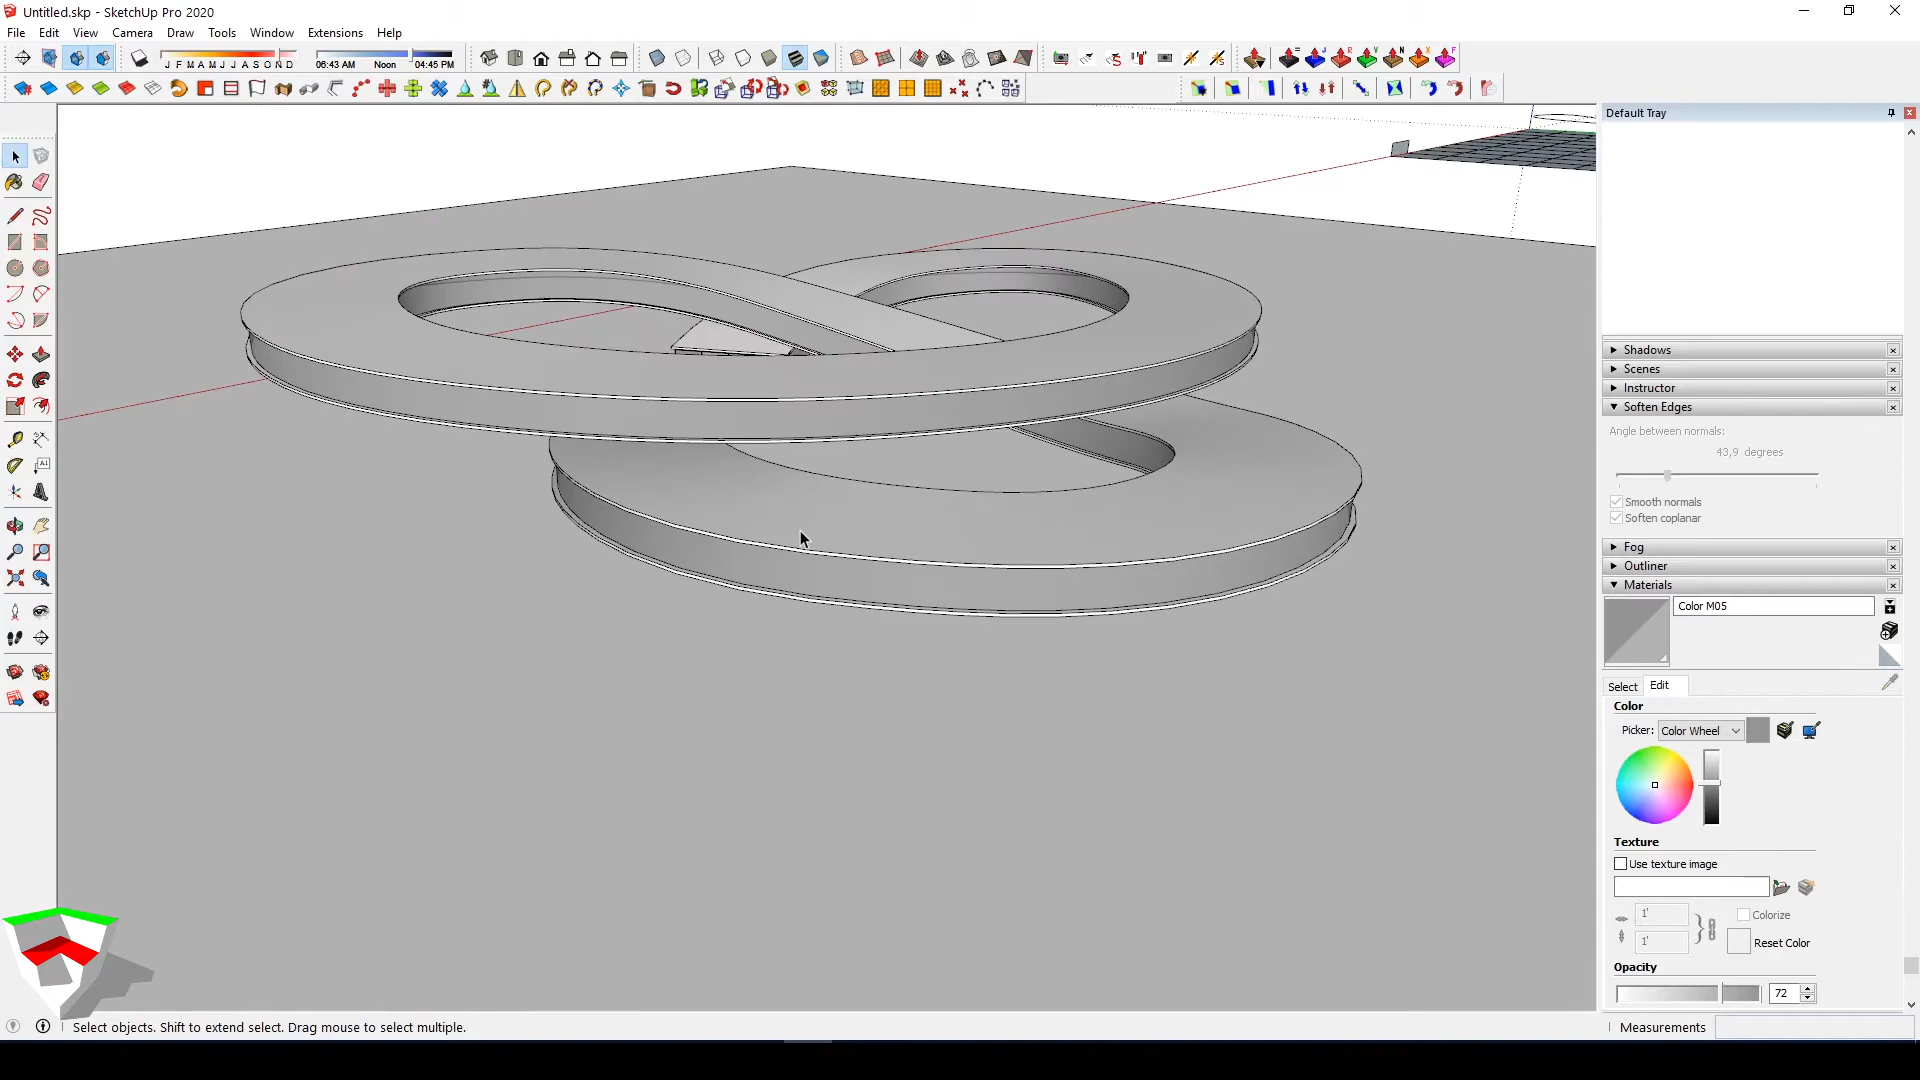 Untitled.skp - SketchUp Pro 2020
File Edit View Camera Draw Tools Window Extensions Help
J F M A M J J A S O N D 06:43 AM Noon 04:45 PM
Default Tray
Shadows
Scenes
Instructor
Soften Edges
Angle between normals:
43,9 degrees
Smooth normals
Soften coplanar
Fog
Outliner
Materials
Color M05
Select Edit
Color
Picker: Color Wheel
Texture
Use texture image
1'
Colorize
1'
Reset Color
Opacity
72
Select objects. Shift to extend select. Drag mouse to select multiple.
Measurements